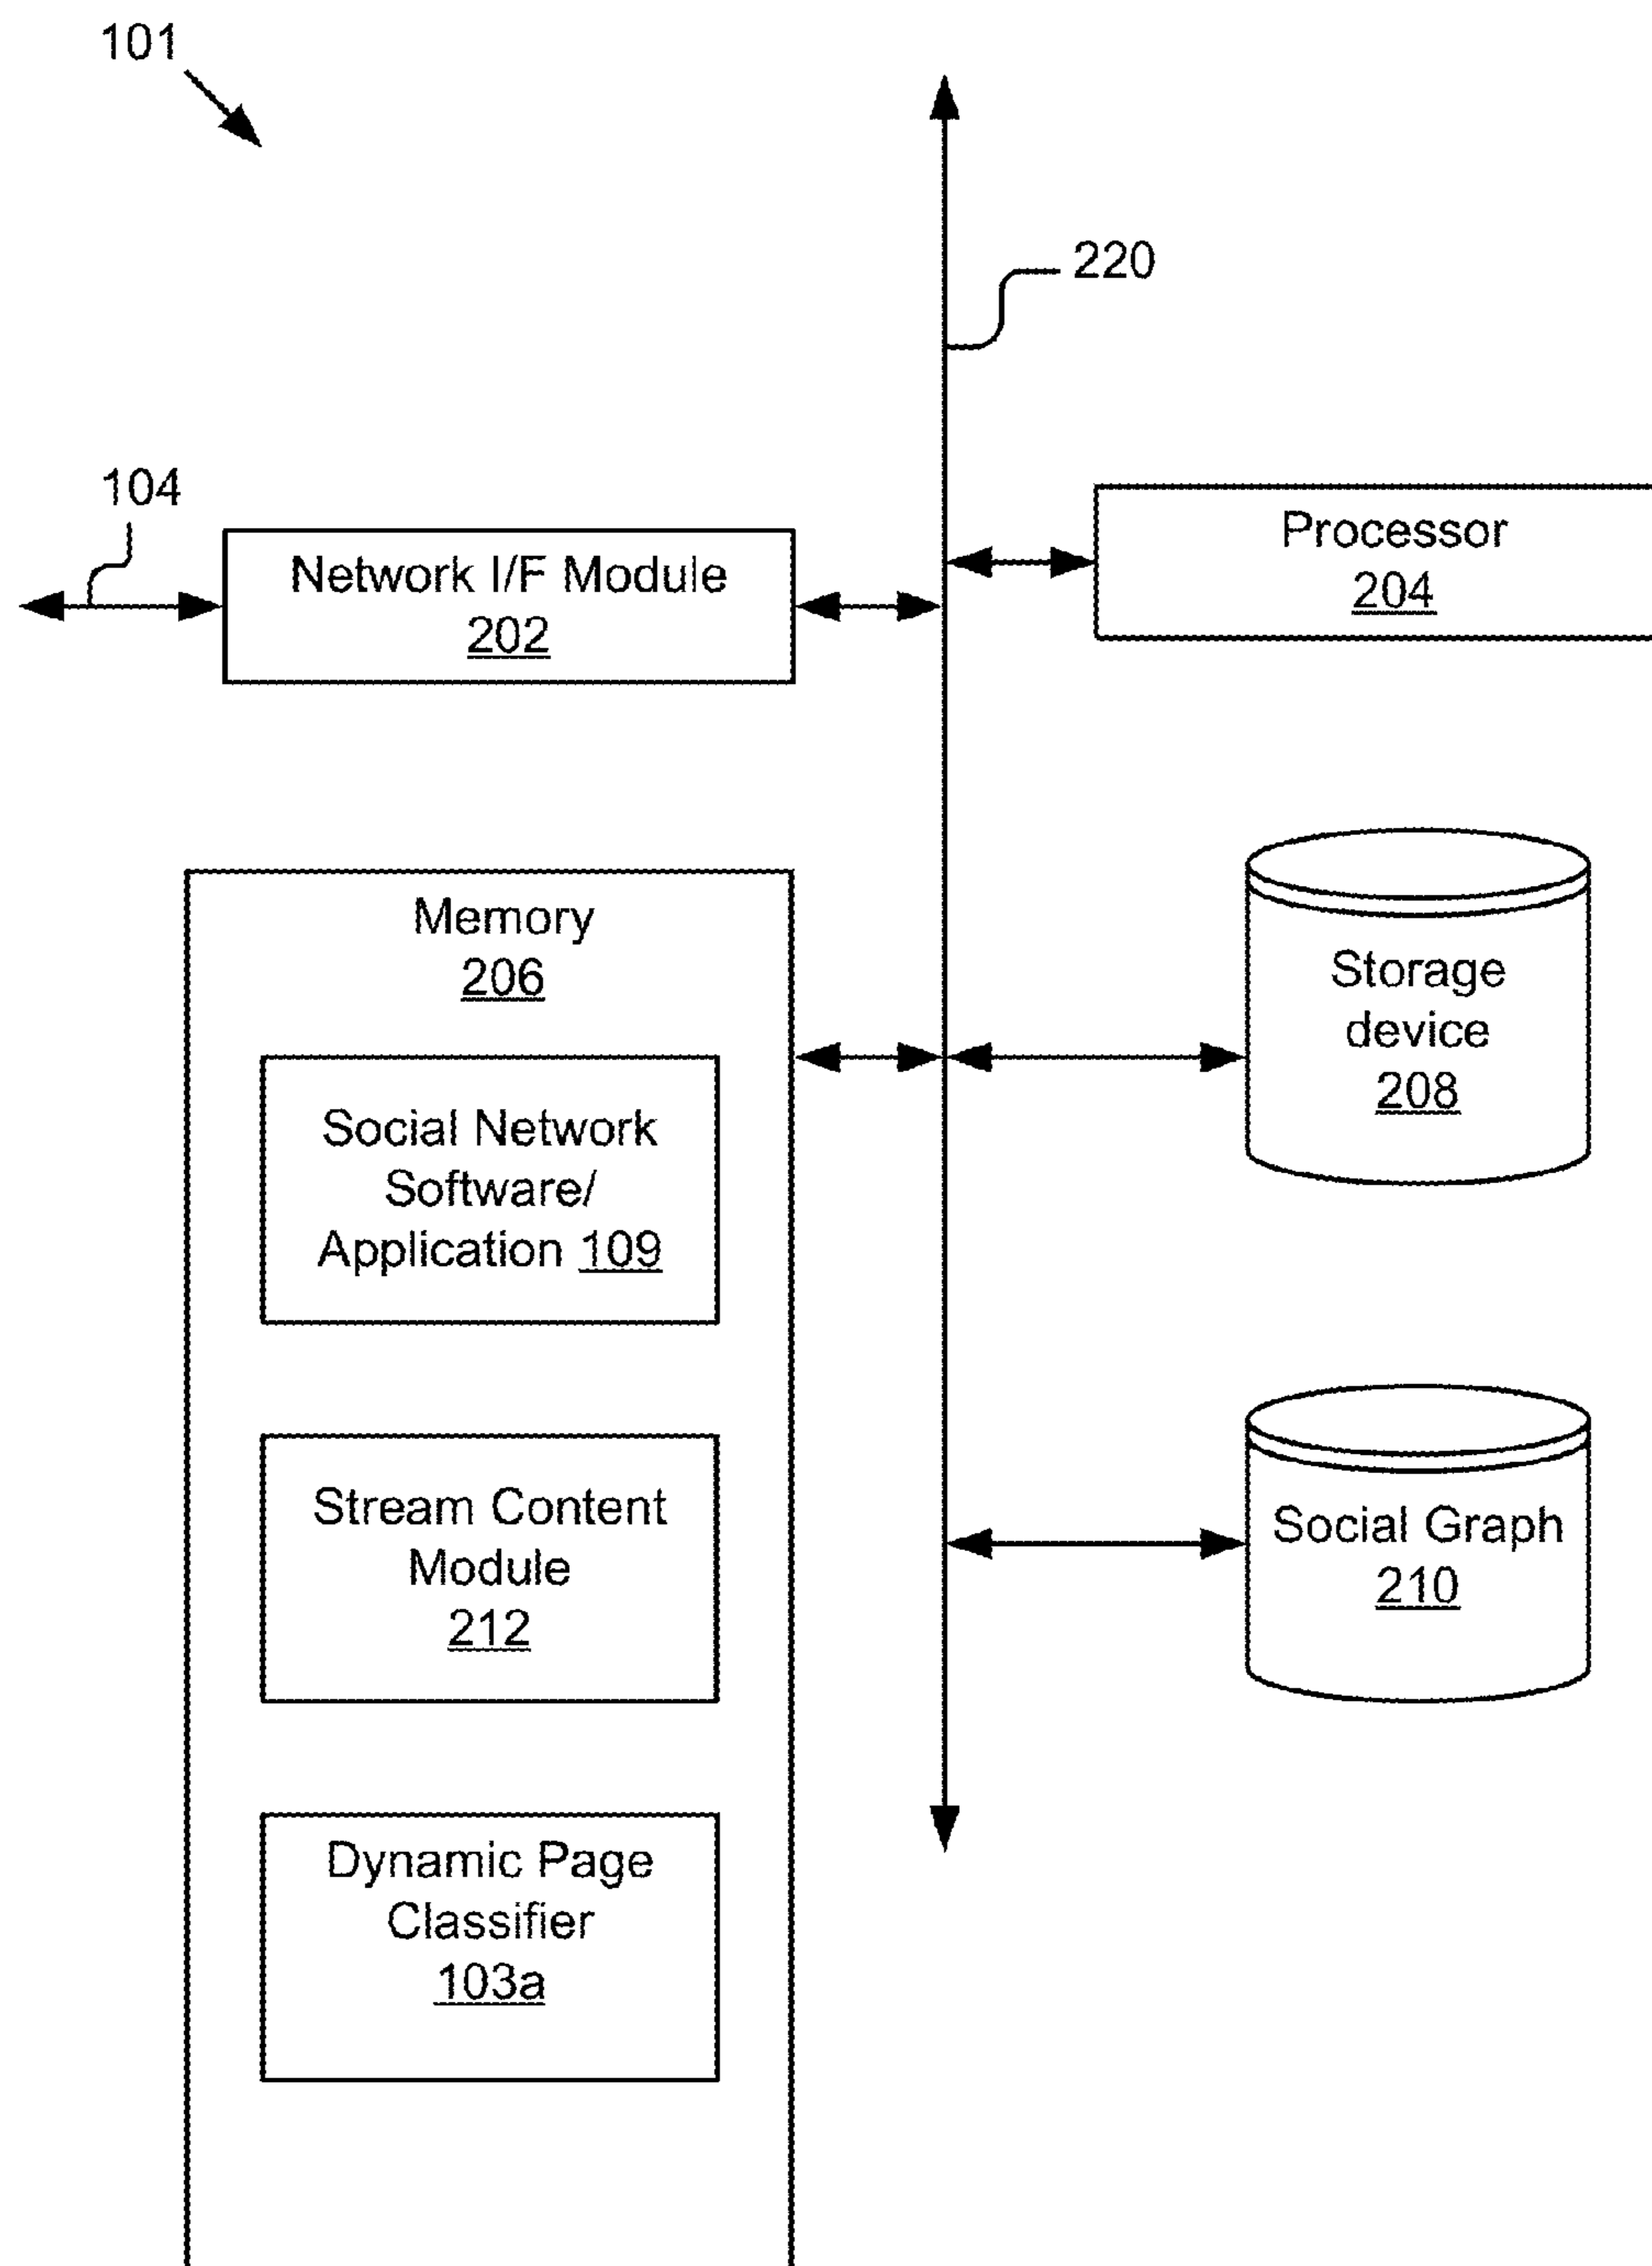 101
220
104
Network I/F Module
202
Processor
204
Memory
206
Social Network
Software/
Application 109
Stream Content
Module
212
Dynamic Page
Classifier
103a
Storage
device
208
Social Graph
210